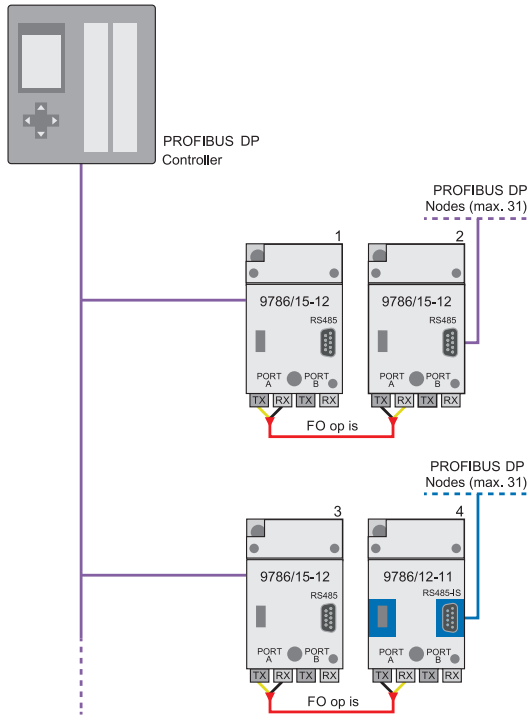 PROFIBUS DP
Controller
PROFIBUS DP
Nodes (max. 31)
1
2
9786/15-12
9786/15-12
RS485
RS485
PORT A
PORT B
PORT A
PORT B
TX RX TX RX
TX RX TX RX
FO op is
PROFIBUS DP
Nodes (max. 31)
3
4
9786/15-12
9786/12-11
RS485
RS485-IS
PORT A
PORT B
PORT A
PORT B
TX RX TX RX
TX RX TX RX
FO op is